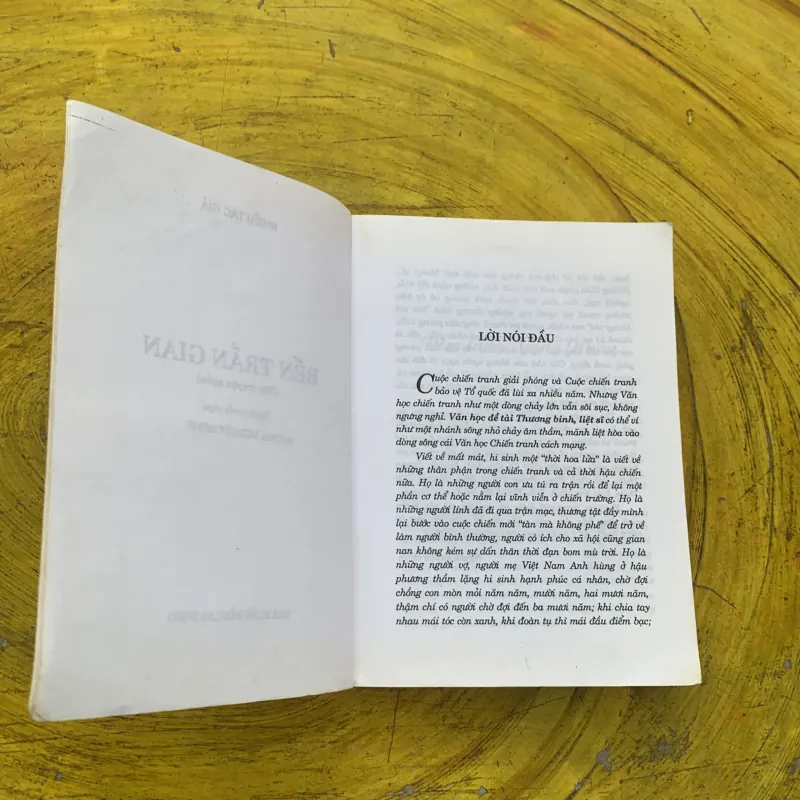 NHIỀU TÁC GIẢ
BẾN TRẦN GIAN
LỜI NÓI ĐẦU
Cuộc chiến tranh giải phóng và Cuộc chiến tranh
bảo vệ Tổ quốc đã lùi xa nhiều năm. Nhưng Văn
học chiến tranh như một dòng chảy lớn vẫn sôi sục, không
ngưng nghỉ. Văn học đề tài Thương binh, liệt sĩ có thể ví
như một nhánh sông nhỏ chảy âm thầm, mãnh liệt hòa vào
dòng sông cái Văn học Chiến tranh cách mạng.
Viết về mất mát, hi sinh một "thời hoa lửa" là viết về
những thân phận trong chiến tranh và cả thời hậu chiến
nữa. Họ là những người con ưu tú ra trận rồi để lại một
phần cơ thể hoặc nằm lại vĩnh viễn ở chiến trường. Họ là
những người lính đã đi qua trận mạc, thương tật đầy mình
lại bước vào cuộc chiến mới "tàn mà không phế" để trở về
làm người bình thường, người có ích cho xã hội cũng gian
nan không kém sự dấn thân thời đạn bom mù trời. Họ là
những người vợ, người mẹ Việt Nam Anh hùng ở hậu
phương thầm lặng hi sinh hạnh phúc cá nhân, chờ đợi
chồng con mòn mỏi năm năm, mười năm, hai mươi năm,
thậm chí có người chờ đợi đến ba mươi năm; khi chia tay
nhau mái tóc còn xanh, khi đoàn tụ thì mái đầu điểm bạc;